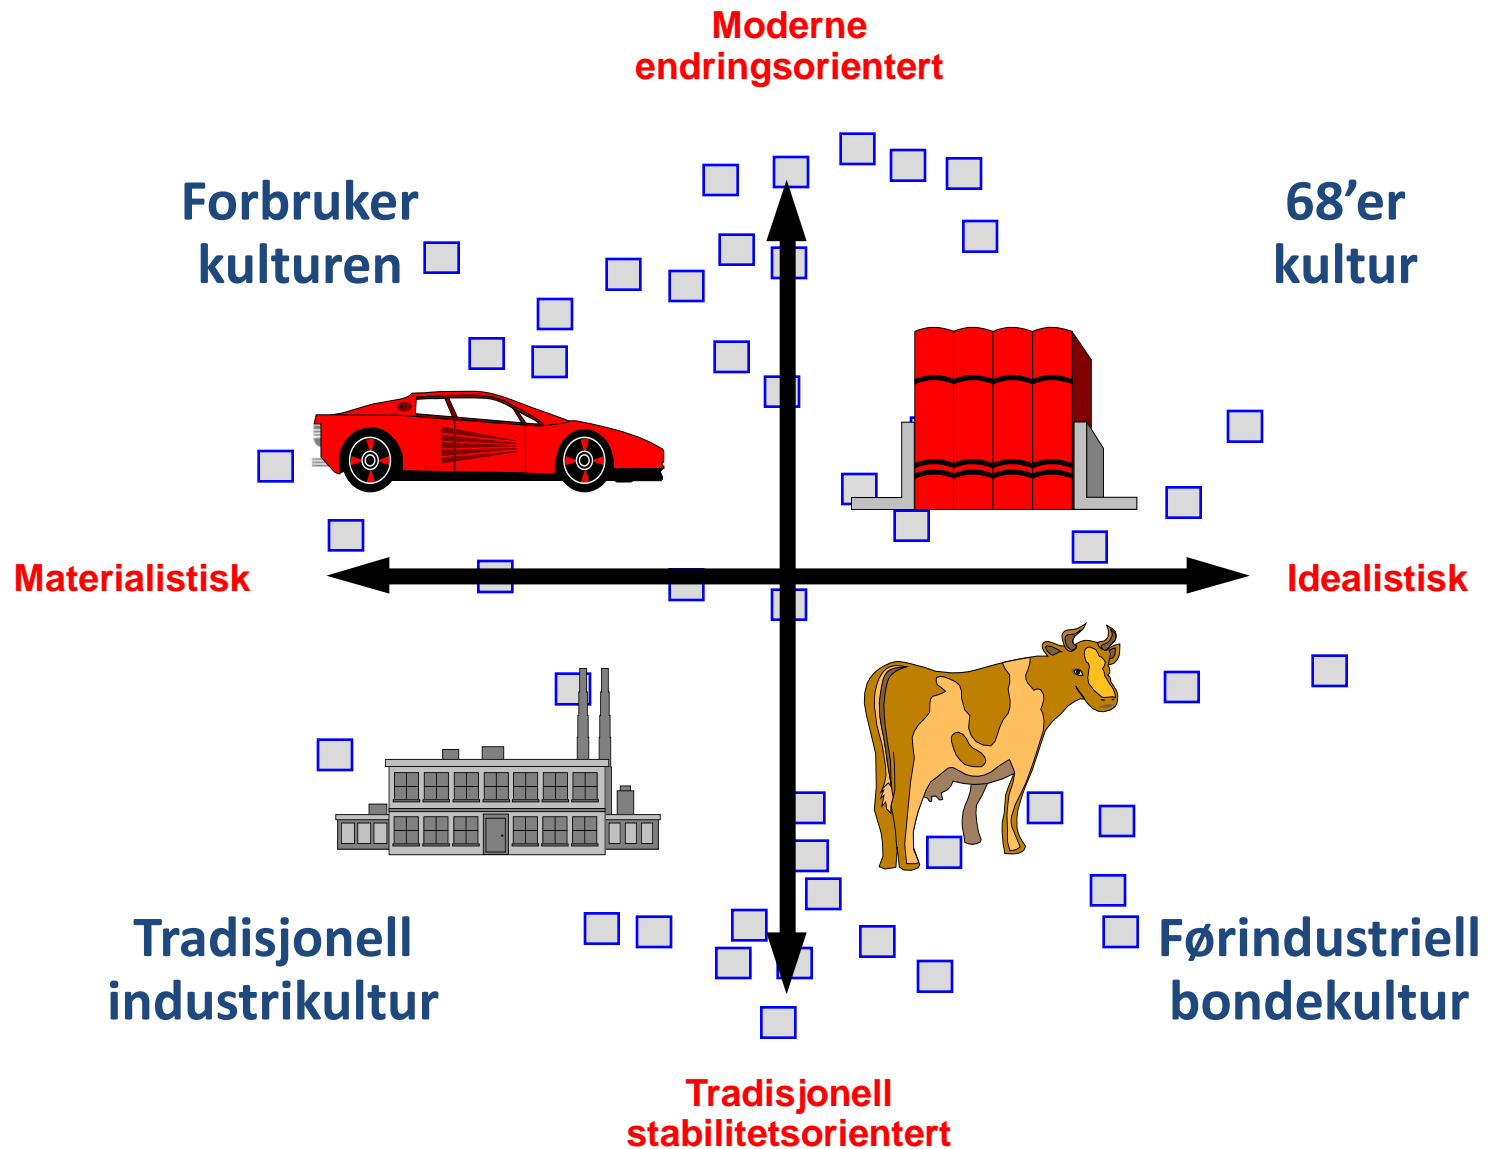 Moderne
endringsorientert
Forbruker
kulturen
68’er
kultur
Materialistisk
Idealistisk
Tradisjonell
industrikultur
Førindustriell
bondekultur
Tradisjonell
stabilitetsorientert